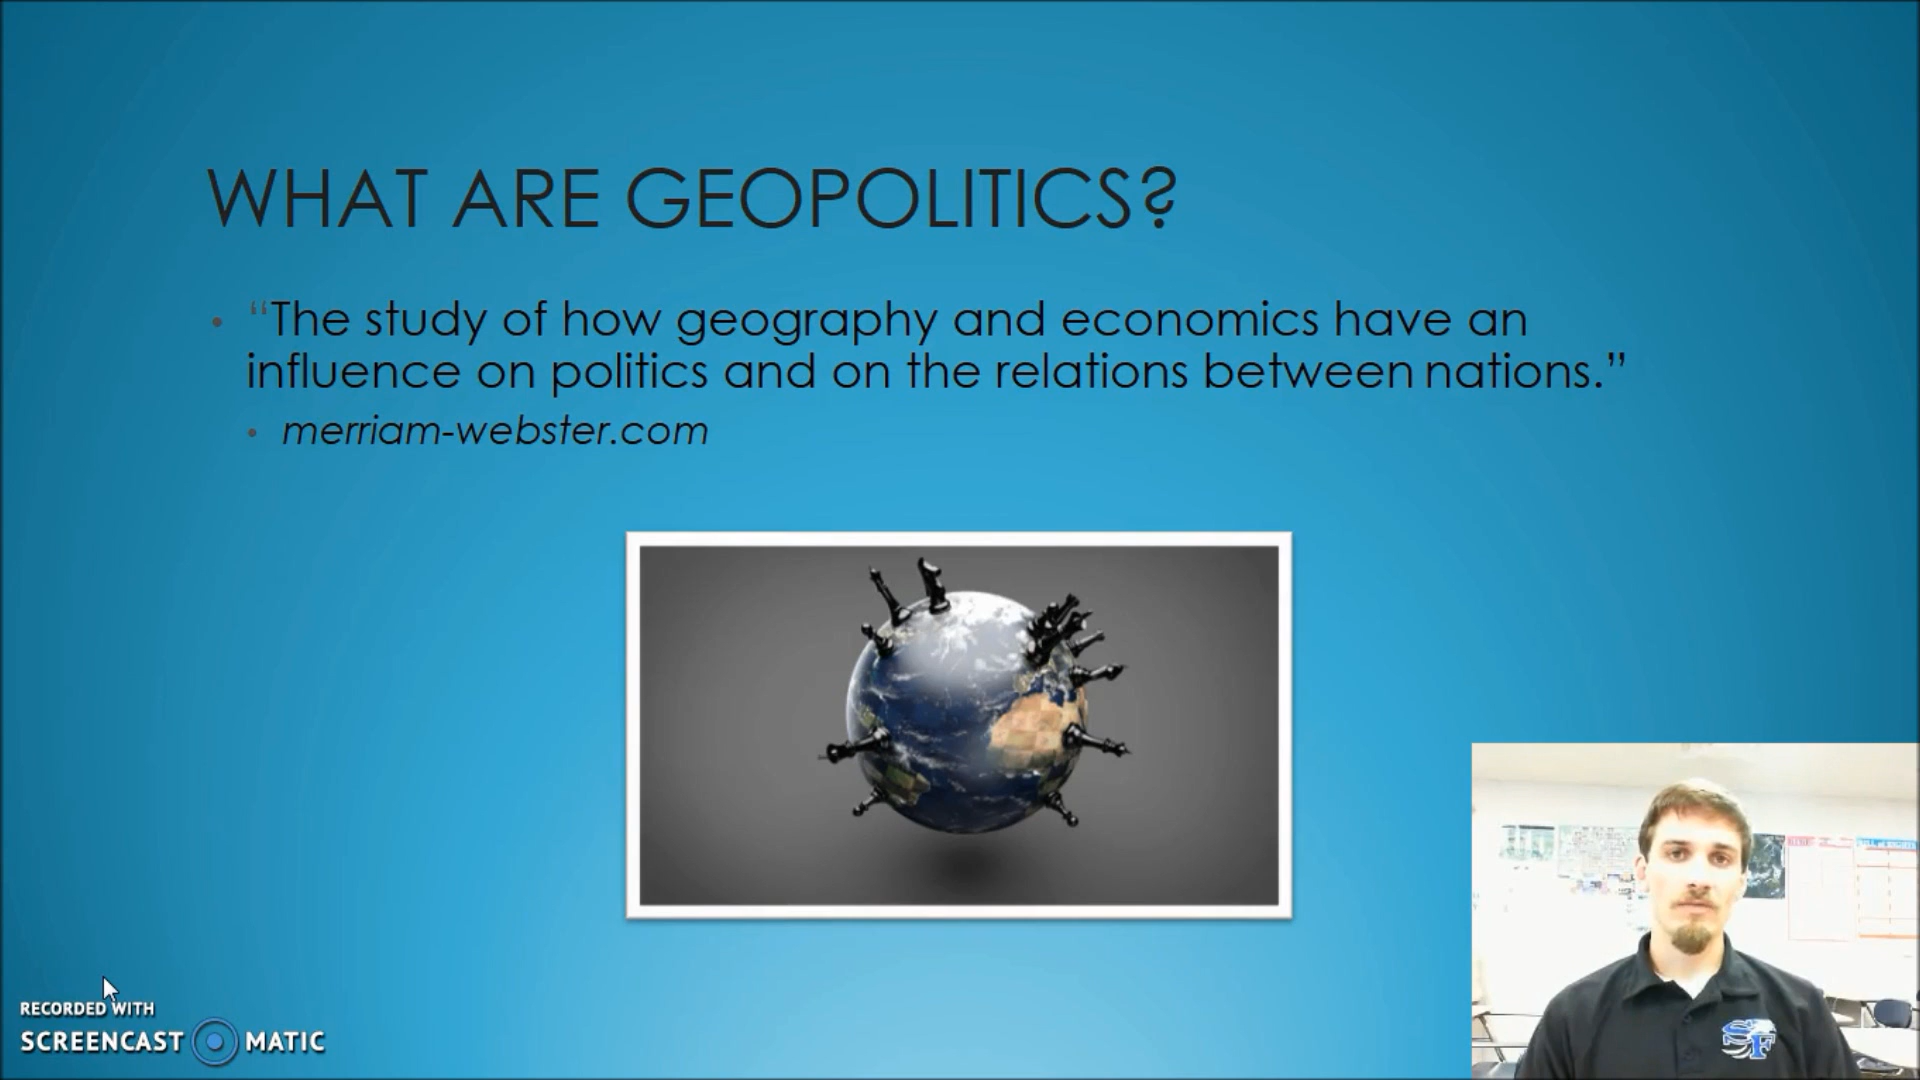 WHAT ARE GEOPOLITICS?
• “The study of how geography and economics have an
influence on politics and on the relations between nations.”
• merriam-webster.com
RECORDED WITH
SCREENCAST MATIC
SF